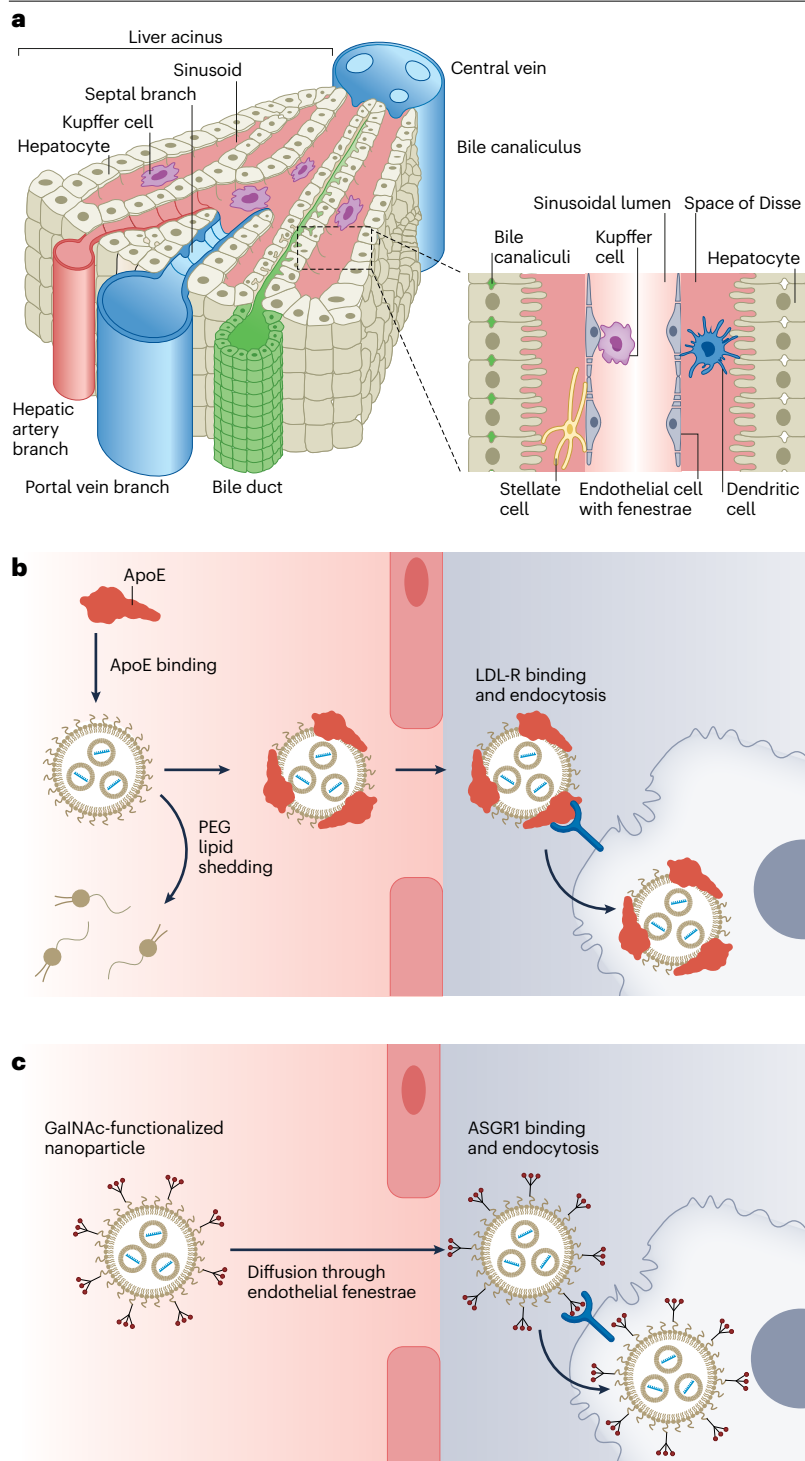 a
Liver acinus
Sinusoid
Septal branch
Kupffer cell
Hepatocyte
Central vein
Bile canaliculus
Hepatic
artery
branch
Portal vein branch
Bile duct
Sinusoidal lumen
Space of Disse
Bile
canaliculi
Kupffer
cell
Hepatocyte
Stellate
cell
Endothelial cell
with fenestrae
Dendritic
cell
b
ApoE
ApoE binding
PEG
lipid
shedding
LDL-R binding
and endocytosis
c
GalNAc-functionalized
nanoparticle
Diffusion through
endothelial fenestrae
ASGR1 binding
and endocytosis